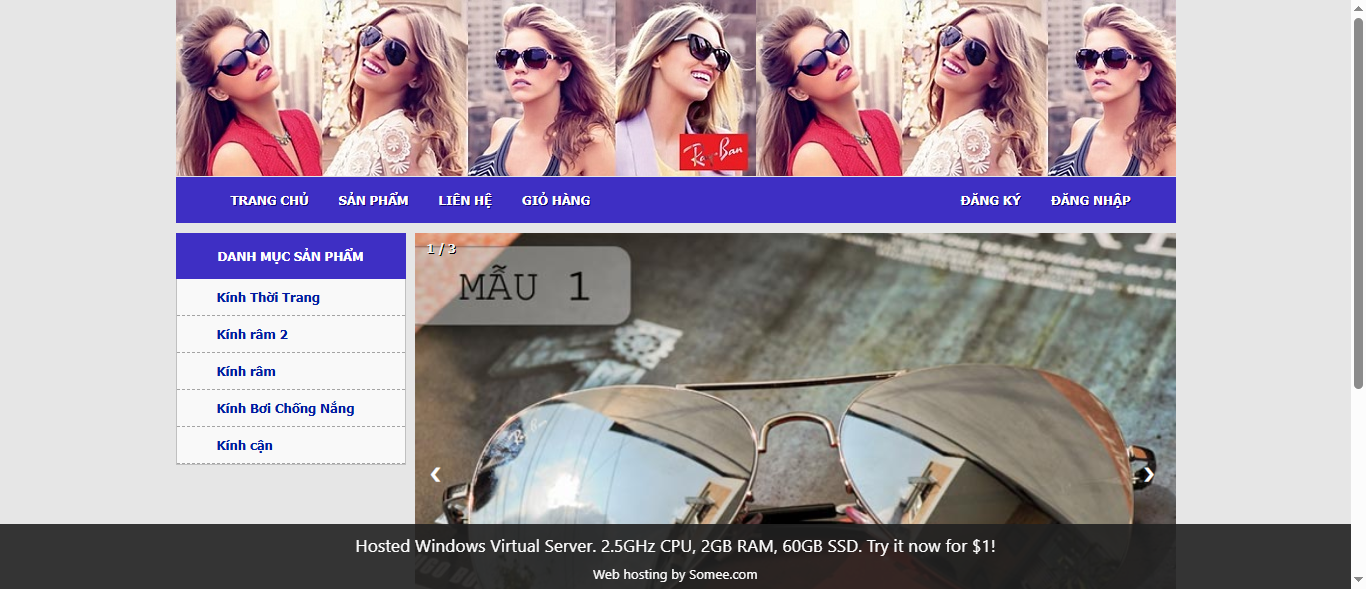 Ray-Ban
TRANG CHỦ SẢN PHẨM LIÊN HỆ GIỎ HÀNG ĐĂNG KÝ ĐĂNG NHẬP
DANH MỤC SẢN PHẨM
Kính Thời Trang
Kính râm 2
Kính râm
Kính Bơi Chống Nắng
Kính cận
1 / 3
MẪU 1
Ray-Ban
Hosted Windows Virtual Server. 2.5GHz CPU, 2GB RAM, 60GB SSD. Try it now for $1!
Web hosting by Somee.com